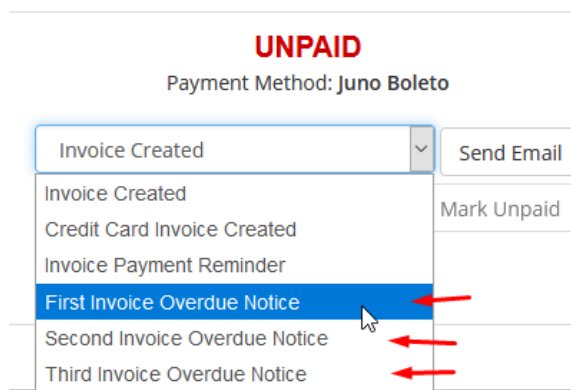 UNPAID
Payment Method: Juno Boleto
Invoice Created
Send Email
Invoice Created
Mark Unpaid
Credit Card Invoice Created
Invoice Payment Reminder
First Invoice Overdue Notice
Second Invoice Overdue Notice
Third Invoice Overdue Notice